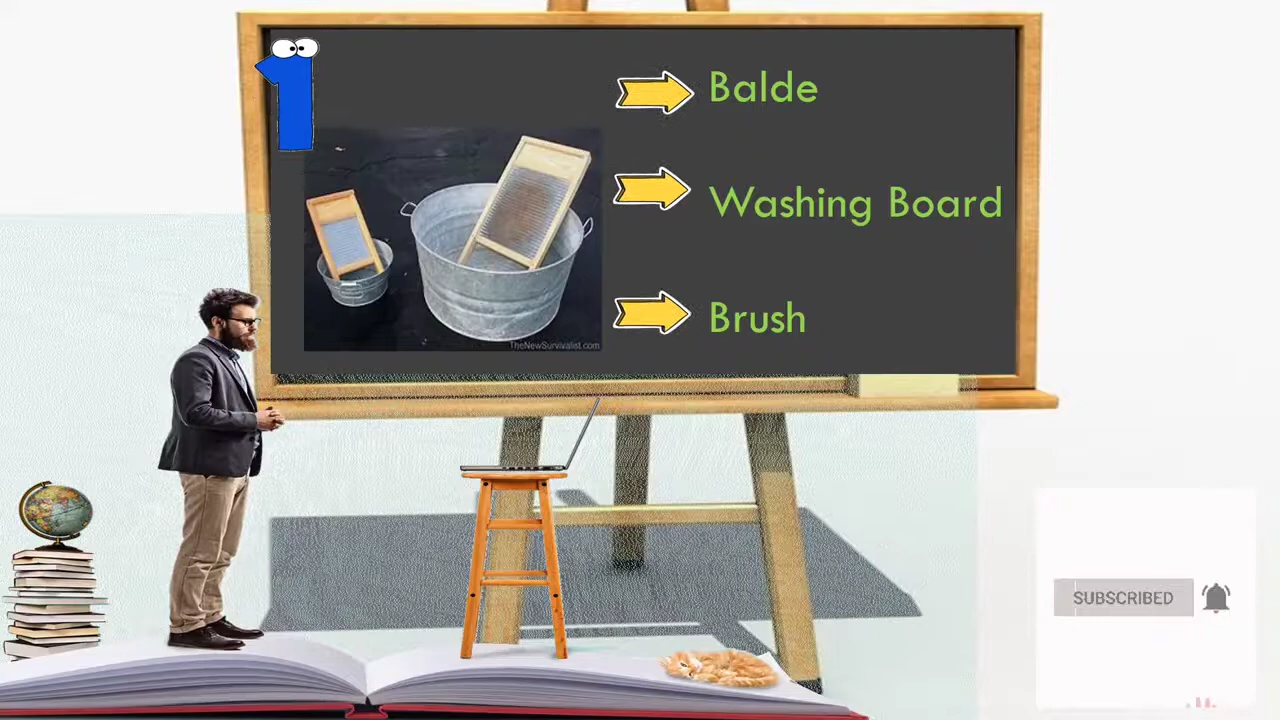 1
Balde
Washing Board
Brush
TheNewSurvivalist.com
SUBSCRIBED